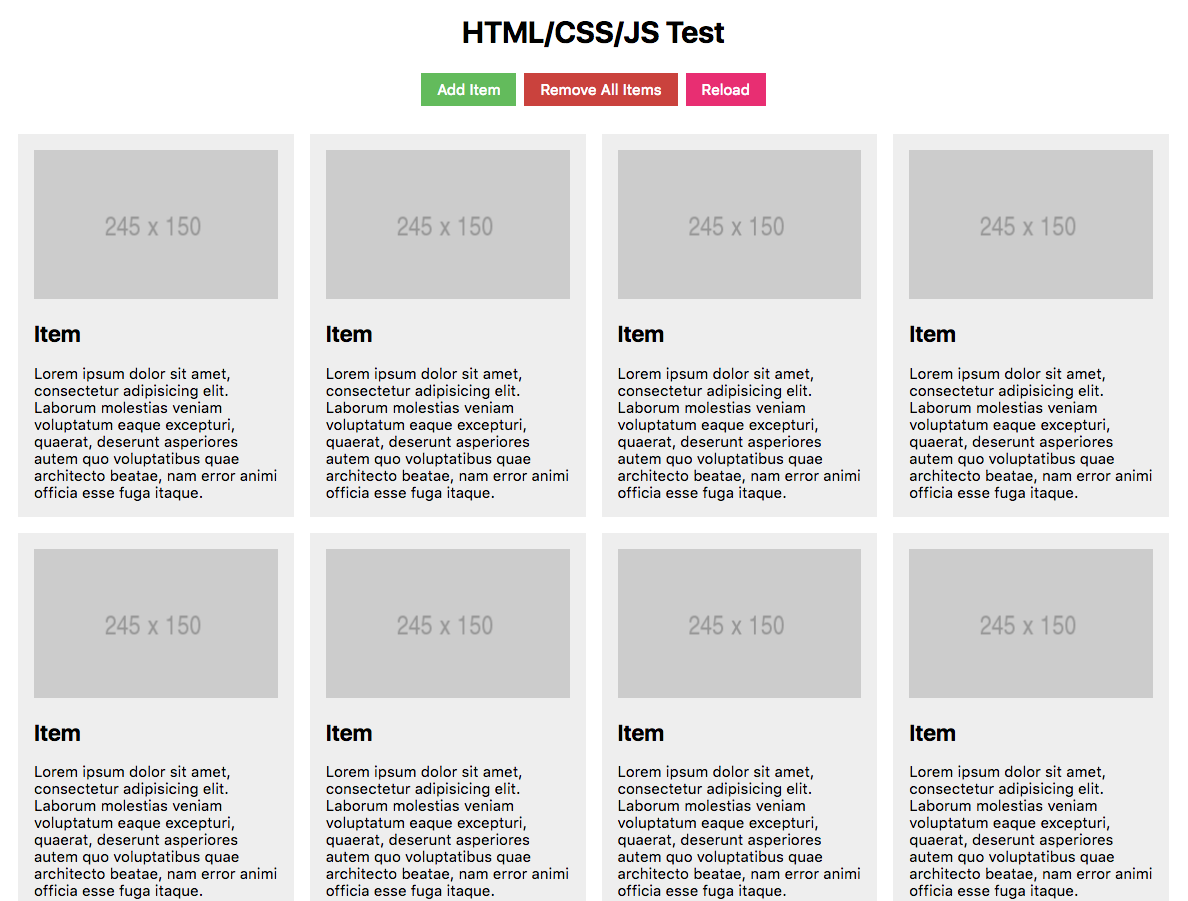 HTML/CSS/JS Test
Add Item Remove All Items Reload
245 x 150 245 x 150 245 x 150 245 x 150
Item Item Item Item
Lorem ipsum dolor sit amet, Lorem ipsum dolor sit amet, Lorem ipsum dolor sit amet, Lorem ipsum dolor sit amet,
consectetur adipisicing elit. consectetur adipisicing elit. consectetur adipisicing elit. consectetur adipisicing elit.
Laborum molestias veniam Laborum molestias veniam Laborum molestias veniam Laborum molestias veniam
voluptatum eaque excepturi, voluptatum eaque excepturi, voluptatum eaque excepturi, voluptatum eaque excepturi,
quaerat, deserunt asperiores quaerat, deserunt asperiores quaerat, deserunt asperiores quaerat, deserunt asperiores
autem quo voluptatibus quae autem quo voluptatibus quae autem quo voluptatibus quae autem quo voluptatibus quae
architecto beatae, nam error animi architecto beatae, nam error animi architecto beatae, nam error animi architecto beatae, nam error animi
officia esse fuga itaque. officia esse fuga itaque. officia esse fuga itaque. officia esse fuga itaque.
245 x 150 245 x 150 245 x 150 245 x 150
Item Item Item Item
Lorem ipsum dolor sit amet, Lorem ipsum dolor sit amet, Lorem ipsum dolor sit amet, Lorem ipsum dolor sit amet,
consectetur adipisicing elit. consectetur adipisicing elit. consectetur adipisicing elit. consectetur adipisicing elit.
Laborum molestias veniam Laborum molestias veniam Laborum molestias veniam Laborum molestias veniam
voluptatum eaque excepturi, voluptatum eaque excepturi, voluptatum eaque excepturi, voluptatum eaque excepturi,
quaerat, deserunt asperiores quaerat, deserunt asperiores quaerat, deserunt asperiores quaerat, deserunt asperiores
autem quo voluptatibus quae autem quo voluptatibus quae autem quo voluptatibus quae autem quo voluptatibus quae
architecto beatae, nam error animi architecto beatae, nam error animi architecto beatae, nam error animi architecto beatae, nam error animi
officia esse fuga itaque. officia esse fuga itaque. officia esse fuga itaque. officia esse fuga itaque.